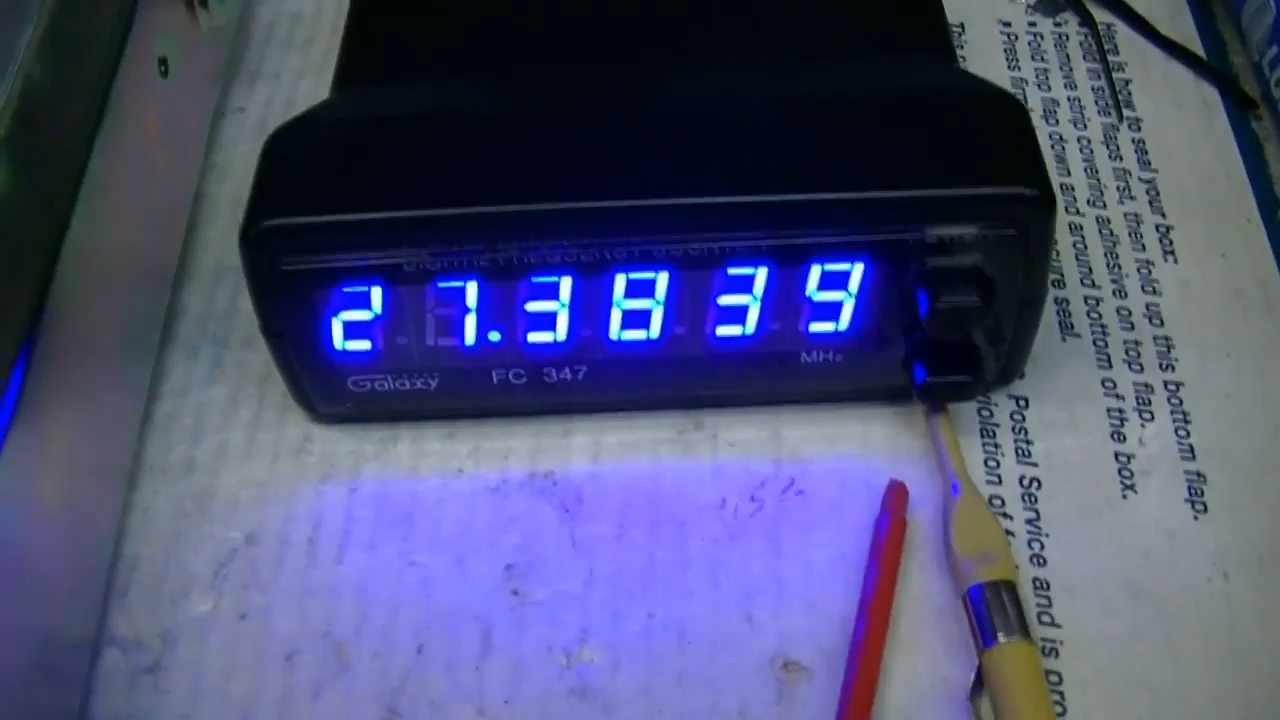 27.3839
MHz
Galaxy
FC 347
Here is how to seal your box:
Fold in side flaps first, then fold up this bottom flap.
Remove strip covering adhesive on top flap.
Fold top flap down and around bottom of the box.
Press
seal.
This
Postal Service and is
violation of